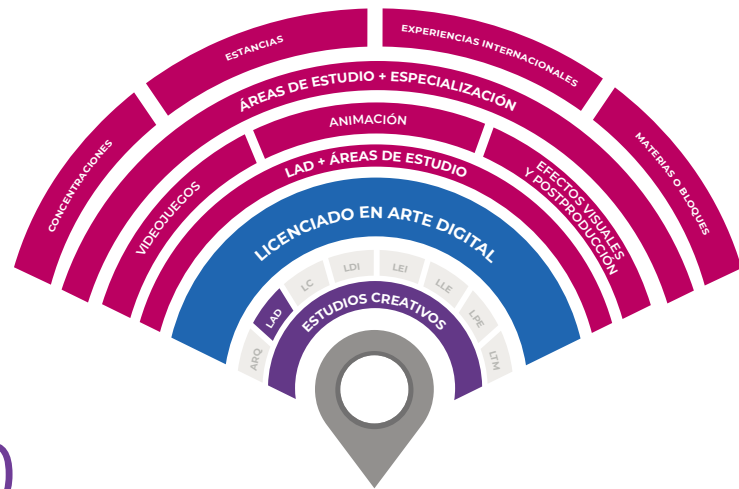 CONCENTRACIONES
ESTANCIAS
EXPERIENCIAS INTERNACIONALES
MATERIAS O BLOQUES
ÁREAS DE ESTUDIO + ESPECIALIZACIÓN
VIDEOJUEGOS
ANIMACIÓN
EFECTOS VISUALES
Y POSTPRODUCCIÓN
LAD + ÁREAS DE ESTUDIO
LICENCIADO EN ARTE DIGITAL
ARQ
LAD
LC
LDI
LEI
LLE
LPE
LTM
ESTUDIOS CREATIVOS